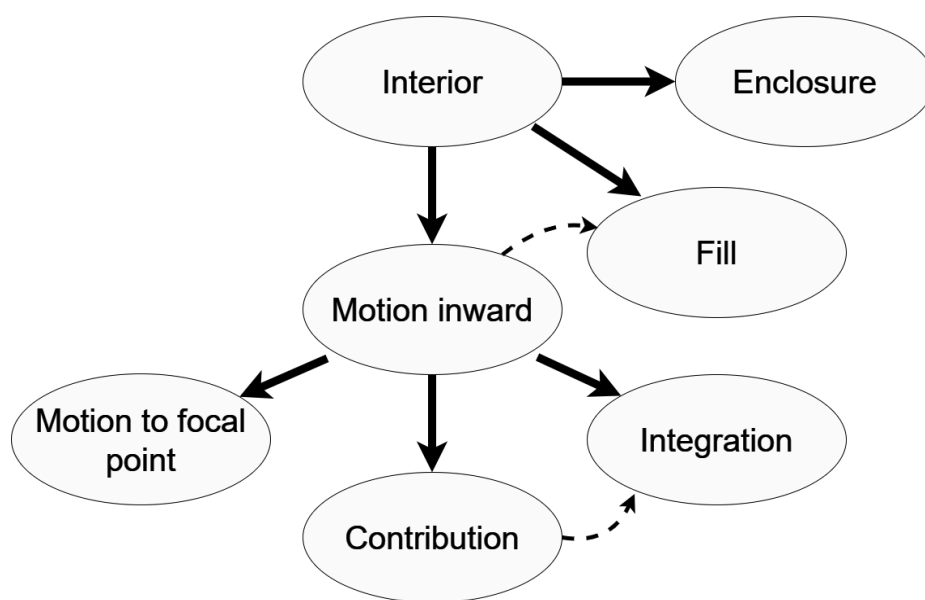 Interior
Enclosure
Fill
Motion inward
Motion to focal
point
Integration
Contribution